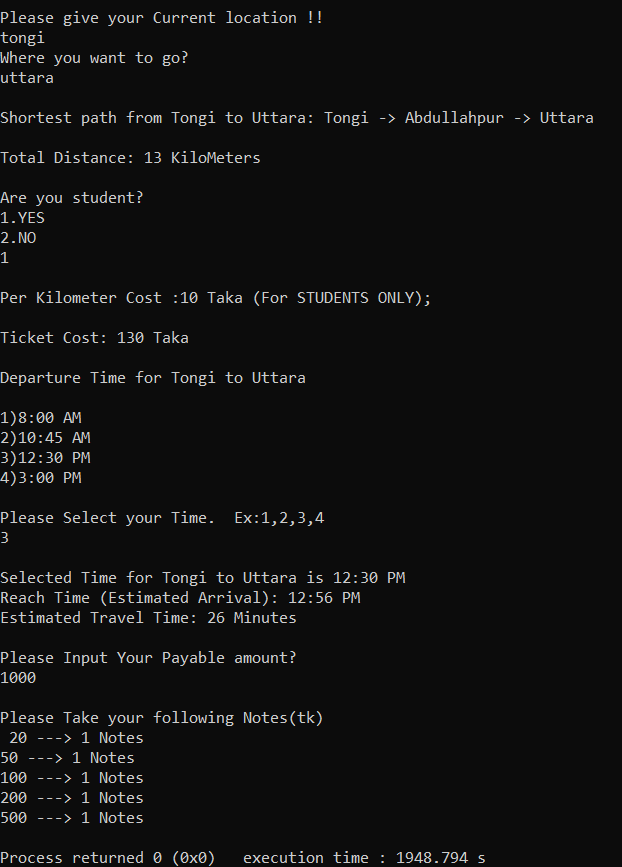 Please give your Current location !!
tongi
Where you want to go?
uttara
Shortest path from Tongi to Uttara: Tongi -> Abdullahpur -> Uttara
Total Distance: 13 KiloMeters
Are you student?
1.YES
2.NO
1
Per Kilometer Cost :10 Taka (For STUDENTS ONLY);
Ticket Cost: 130 Taka
Departure Time for Tongi to Uttara
1)8:00 AM
2)10:45 AM
3)12:30 PM
4)3:00 PM
Please Select your Time.  Ex:1,2,3,4
3
Selected Time for Tongi to Uttara is 12:30 PM
Reach Time (Estimated Arrival): 12:56 PM
Estimated Travel Time: 26 Minutes
Please Input Your Payable amount?
1000
Please Take your following Notes(tk)
 20 ---> 1 Notes
50 ---> 1 Notes
100 ---> 1 Notes
200 ---> 1 Notes
500 ---> 1 Notes
Process returned 0 (0x0)   execution time : 1948.794 s